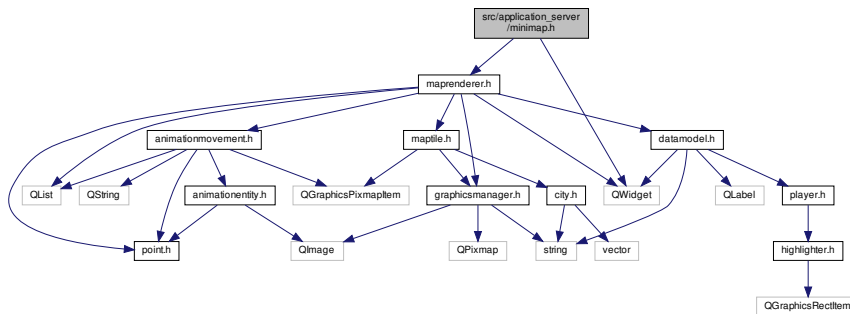 src/application_server
/minimap.h
maprenderer.h
animationmovement.h
maptile.h
datamodel.h
QList
QString
animationentity.h
QGraphicsPixmapItem
graphicsmanager.h
city.h
QWidget
QLabel
player.h
point.h
QImage
QPixmap
string
vector
highlighter.h
QGraphicsRectItem